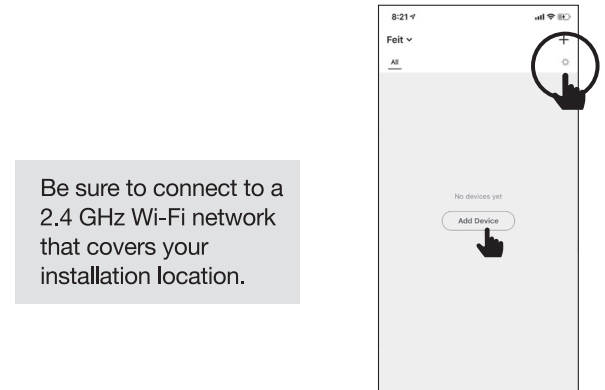 Be sure to connect to a
2.4 GHz Wi-Fi network
that covers your
installation location.
8:21
Feit
All
No devices yet
Add Device